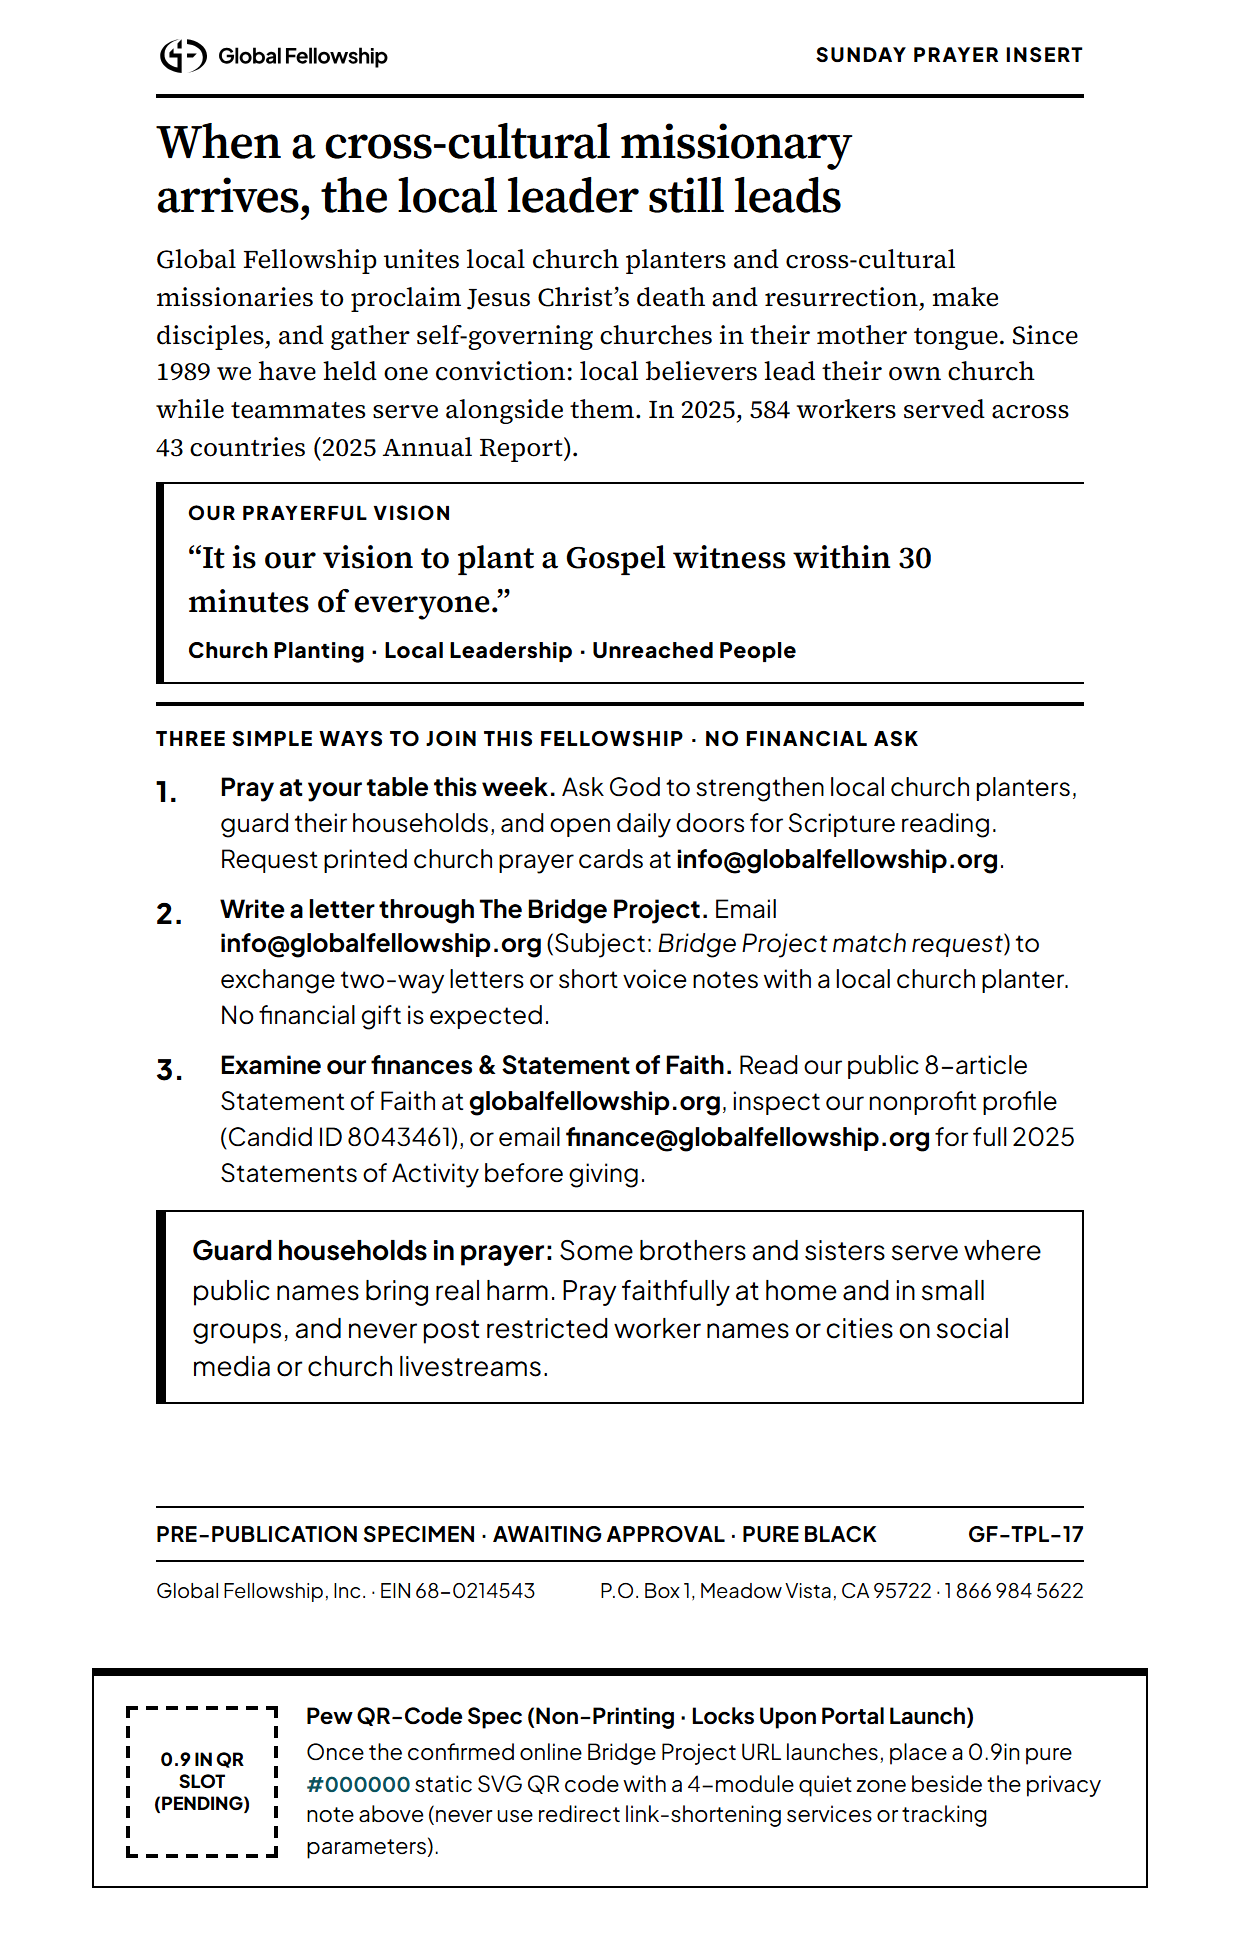 Global Fellowship
SUNDAY PRAYER INSERT
When a cross-cultural missionary
arrives, the local leader still leads
Global Fellowship unites local church planters and cross-cultural
missionaries to proclaim Jesus Christ’s death and resurrection, make
disciples, and gather self-governing churches in their mother tongue. Since
1989 we have held one conviction: local believers lead their own church
while teammates serve alongside them. In 2025, 584 workers served across
43 countries (2025 Annual Report).
OUR PRAYERFUL VISION
“It is our vision to plant a Gospel witness within 30
minutes of everyone.”
Church Planting · Local Leadership · Unreached People
THREE SIMPLE WAYS TO JOIN THIS FELLOWSHIP · NO FINANCIAL ASK
1. Pray at your table this week. Ask God to strengthen local church planters,
guard their households, and open daily doors for Scripture reading.
Request printed church prayer cards at info@globalfellowship.org.
2. Write a letter through The Bridge Project. Email
info@globalfellowship.org (Subject: Bridge Project match request) to
exchange two-way letters or short voice notes with a local church planter.
No financial gift is expected.
3. Examine our finances & Statement of Faith. Read our public 8-article
Statement of Faith at globalfellowship.org, inspect our nonprofit profile
(Candid ID 8043461), or email finance@globalfellowship.org for full 2025
Statements of Activity before giving.
Guard households in prayer: Some brothers and sisters serve where
public names bring real harm. Pray faithfully at home and in small
groups, and never post restricted worker names or cities on social
media or church livestreams.
PRE-PUBLICATION SPECIMEN · AWAITING APPROVAL · PURE BLACK
GF-TPL-17
Global Fellowship, Inc. · EIN 68-0214543
P.O. Box 1, Meadow Vista, CA 95722 · 1 866 984 5622
0.9 IN QR
SLOT
(PENDING)
Pew QR-Code Spec (Non-Printing · Locks Upon Portal Launch)
Once the confirmed online Bridge Project URL launches, place a 0.9in pure
#000000 static SVG QR code with a 4-module quiet zone beside the privacy
note above (never use redirect link-shortening services or tracking
parameters).